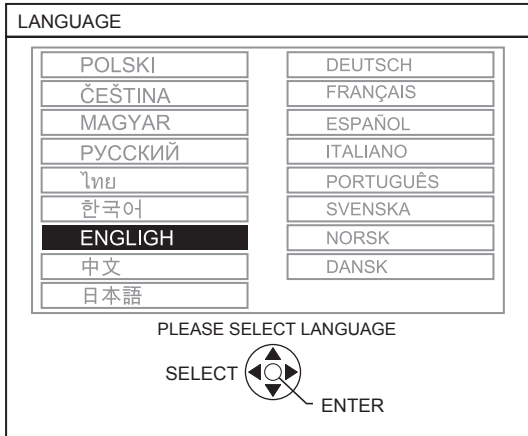 LANGUAGE
POLSKI
ČEŠTINA
MAGYAR
РУССКИЙ
ไทย
한국어
ENGLIGH
中文
日本語
DEUTSCH
FRANÇAIS
ESPAÑOL
ITALIANO
PORTUGUÊS
SVENSKA
NORSK
DANSK
PLEASE SELECT LANGUAGE
SELECT
ENTER